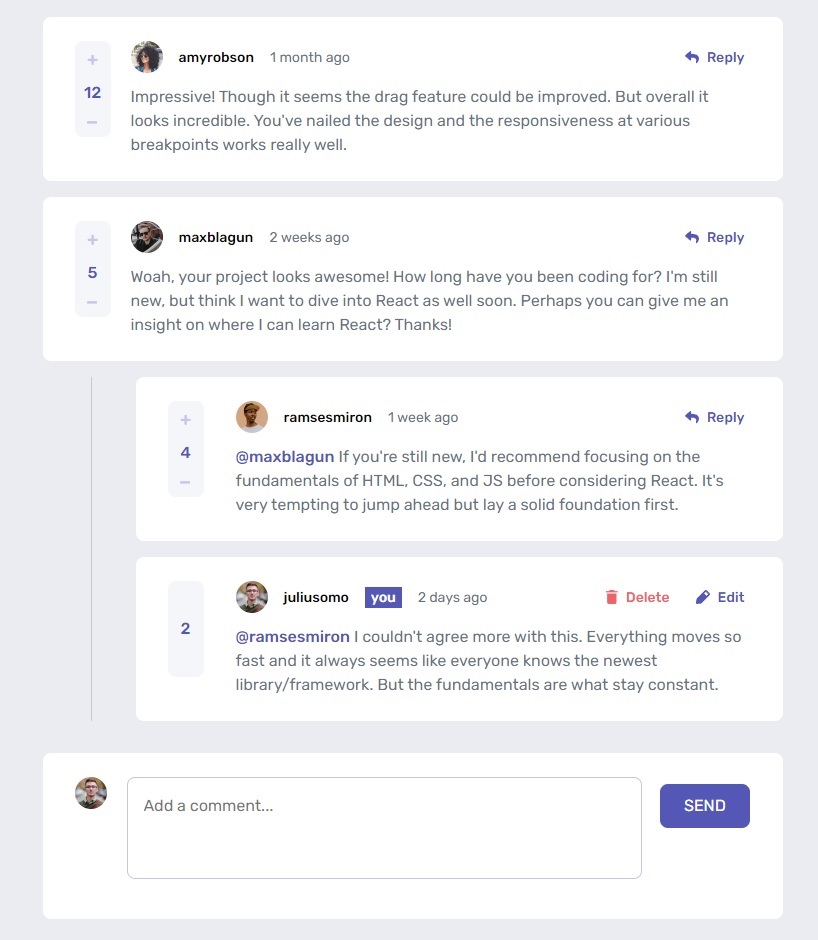 +
amyrobson 1 month ago Reply
12
Impressive! Though it seems the drag feature could be improved. But overall it
looks incredible. You've nailed the design and the responsiveness at various
−
breakpoints works really well.
+
maxblagun 2 weeks ago Reply
5
Woah, your project looks awesome! How long have you been coding for? I'm still
new, but think I want to dive into React as well soon. Perhaps you can give me an
−
insight on where I can learn React? Thanks!
+
ramsesmiron 1 week ago Reply
4
@maxblagun If you're still new, I'd recommend focusing on the
fundamentals of HTML, CSS, and JS before considering React. It's
−
very tempting to jump ahead but lay a solid foundation first.
juliusomo you 2 days ago Delete Edit
2
@ramsesmiron I couldn't agree more with this. Everything moves so
fast and it always seems like everyone knows the newest
library/framework. But the fundamentals are what stay constant.
Add a comment... SEND